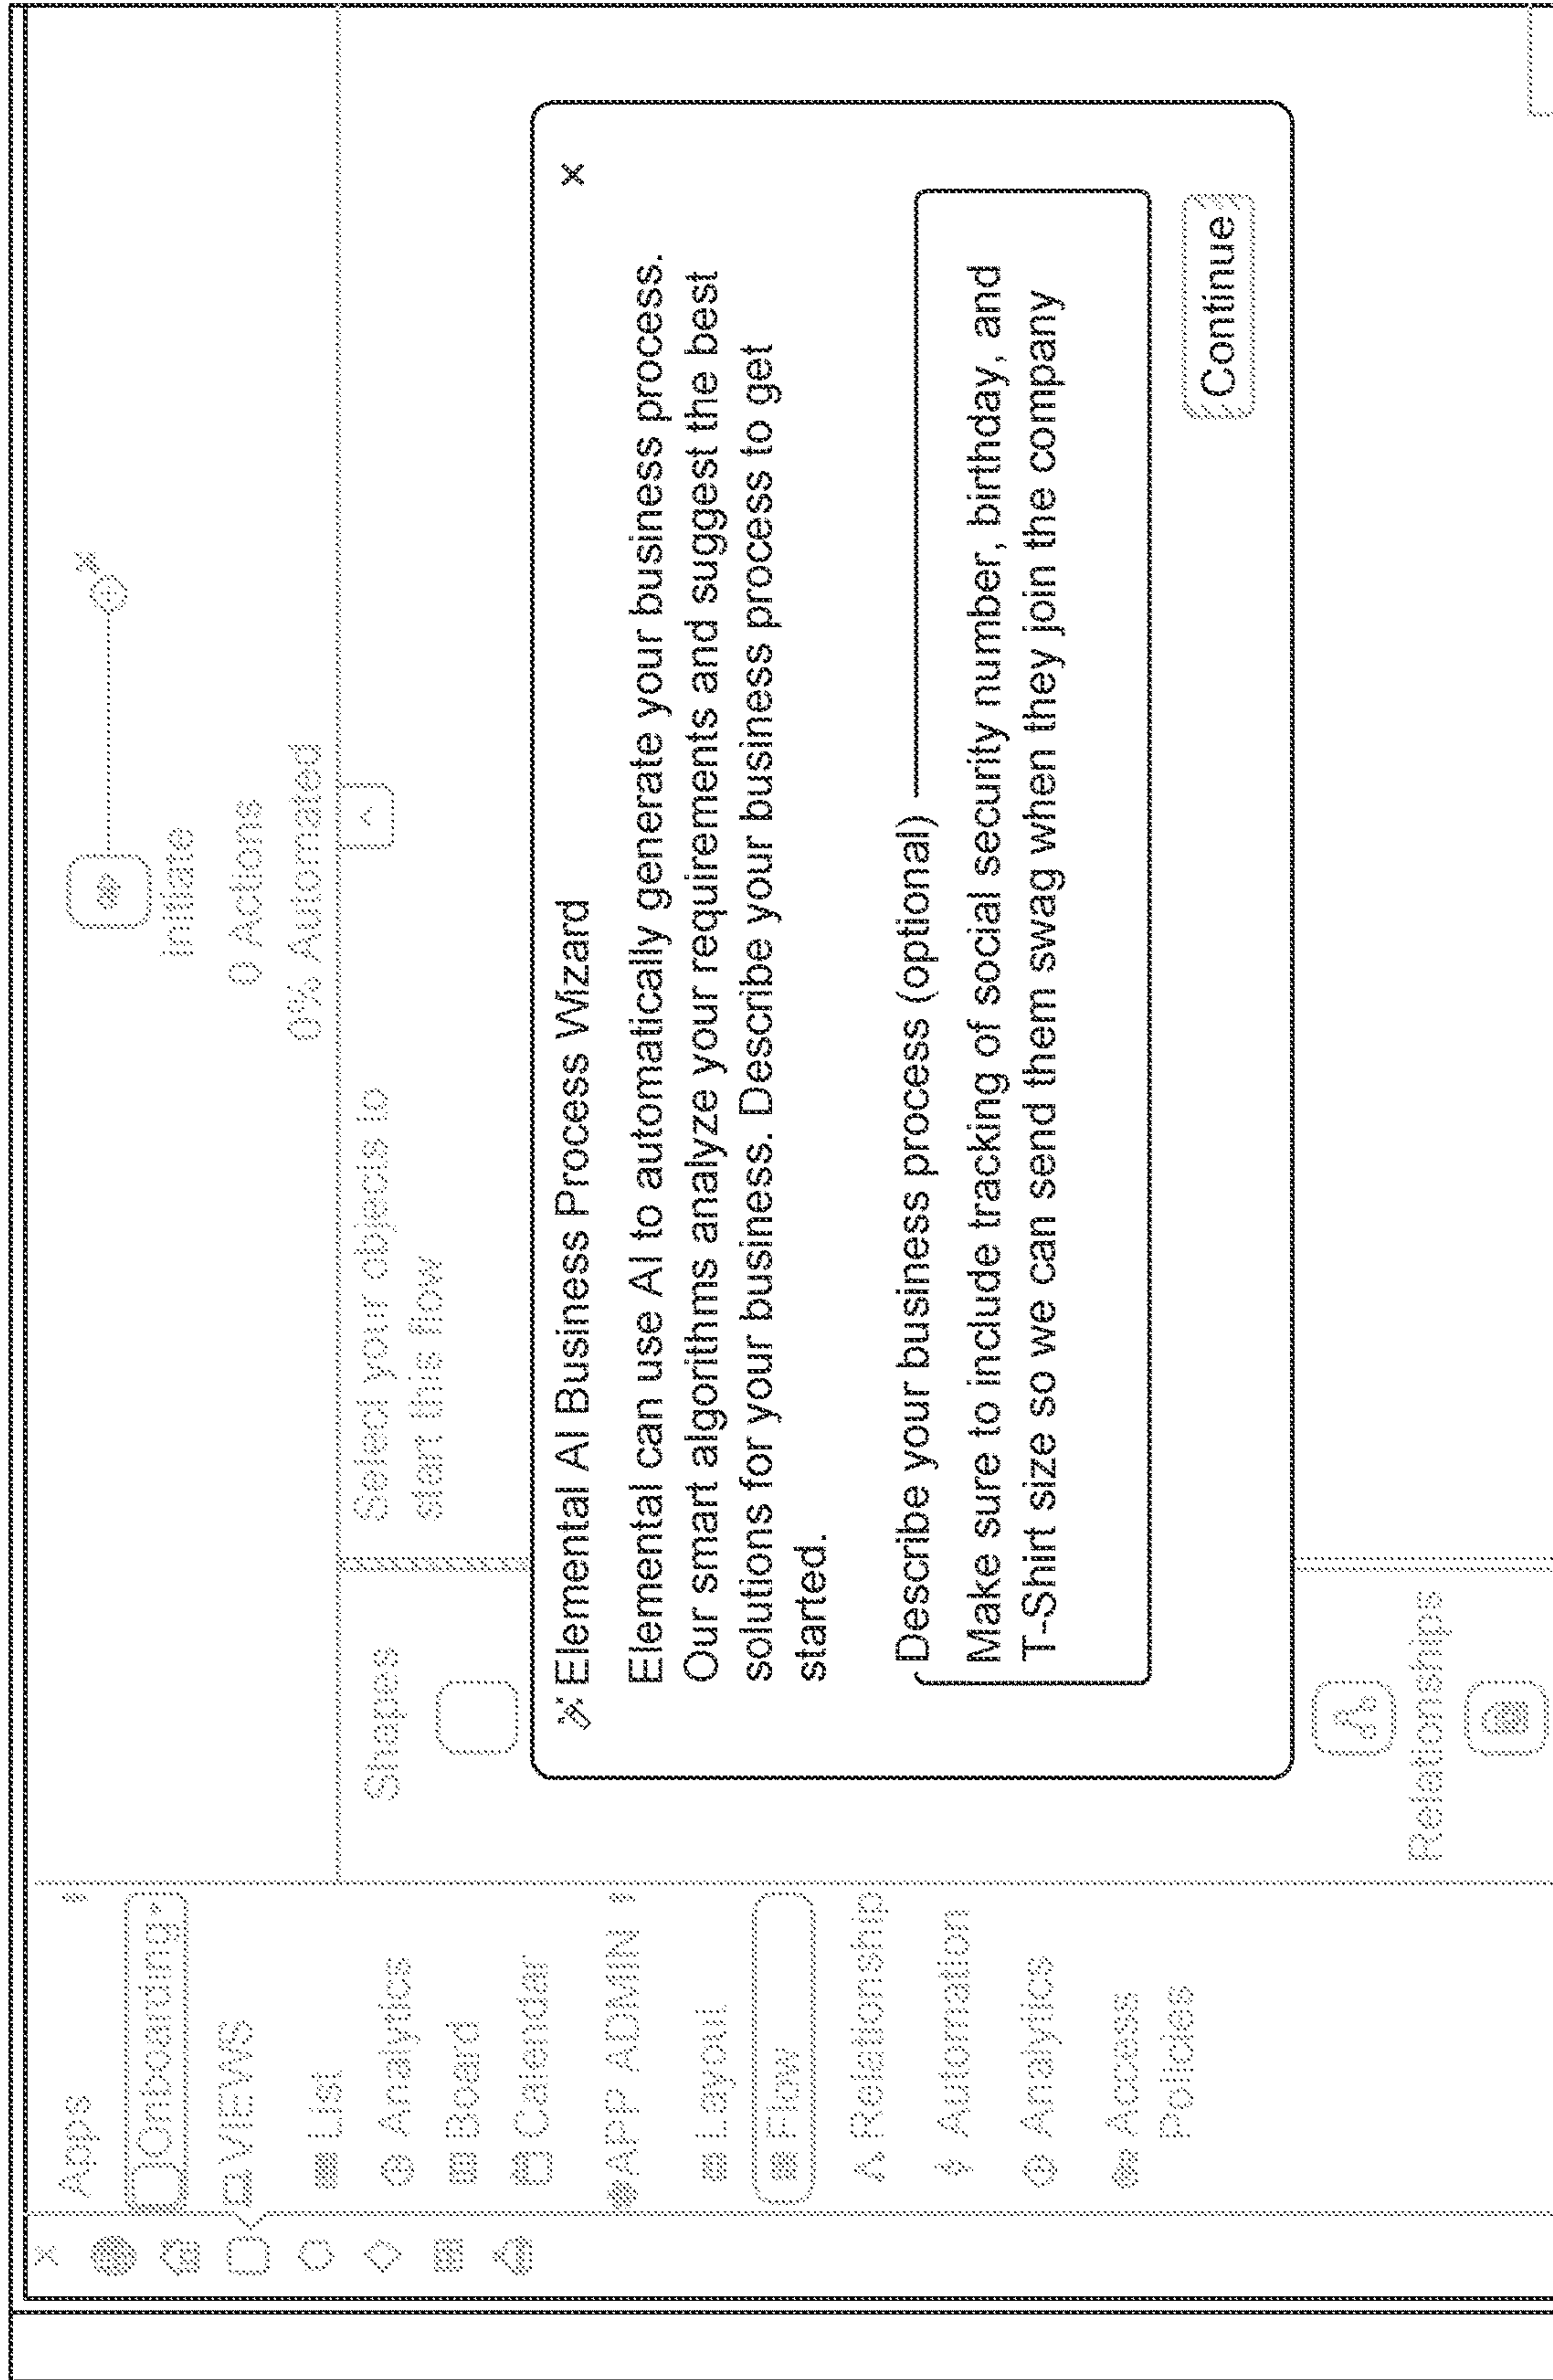 Apps
Onboarding
VIEWS
List
Analytics
Board
Calendar
APP ADMIN
Layout
Flow
Relationship
Automation
Analytics
Access
Policies
Initiate
0 Actions
0% Automated
Shapes
Select your objects to
start this flow
Elemental AI Business Process Wizard
x
Elemental can use AI to automatically generate your business process.
Our smart algorithms analyze your requirements and suggest the best
solutions for your business. Describe your business process to get
started.
Describe your business process (optional)
Make sure to include tracking of social security number, birthday, and
T-Shirt size so we can send them swag when they join the company
Continue
Relationships